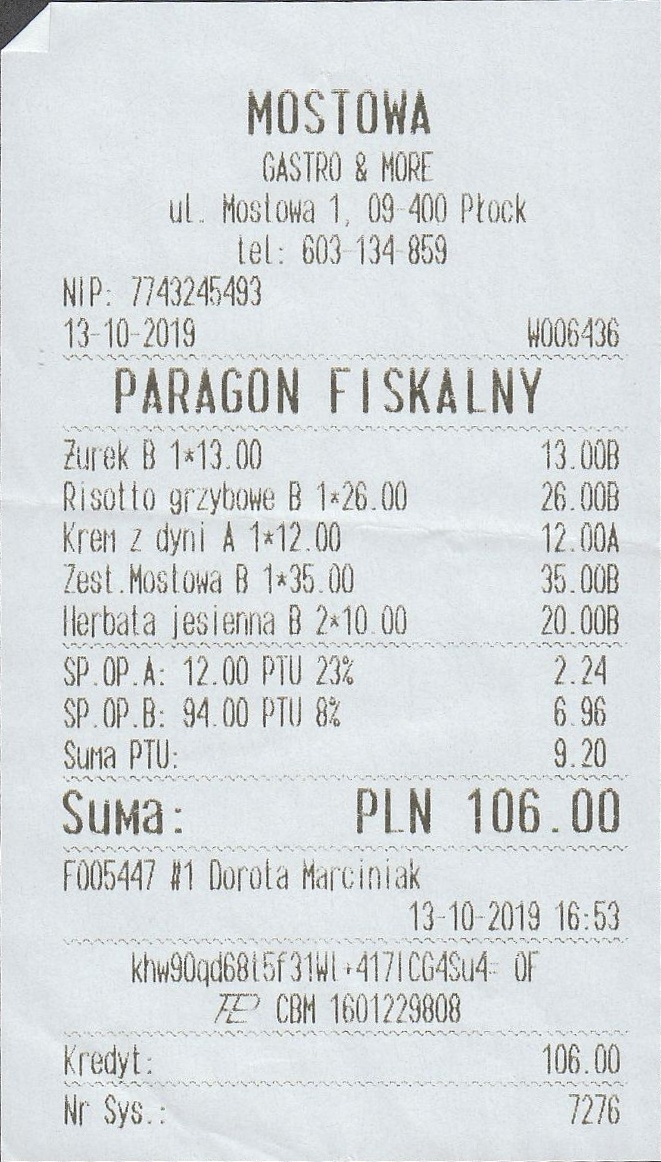 MOSTOWA
GASTRO & MORE
ul. Mostowa 1, 09-400 Płock
tel: 603-134-859
NIP: 7743245493
13-10-2019 W006436
PARAGON FISKALNY
Żurek B 1*13.00 13.00B
Risotto grzybowe B 1*26.00 26.00B
Krem z dyni A 1*12.00 12.00A
Zest.Mostowa B 1*35.00 35.00B
Herbata jesienna B 2*10.00 20.00B
SP.OP.A: 12.00 PTU 23% 2.24
SP.OP.B: 94.00 PTU 8% 6.96
Suma PTU: 9.20
Suma: PLN 106.00
F005447 #1 Dorota Marciniak
13-10-2019 16:53
OF
CBM 1601229808
Kredyt: 106.00
Nr Sys.: 7276